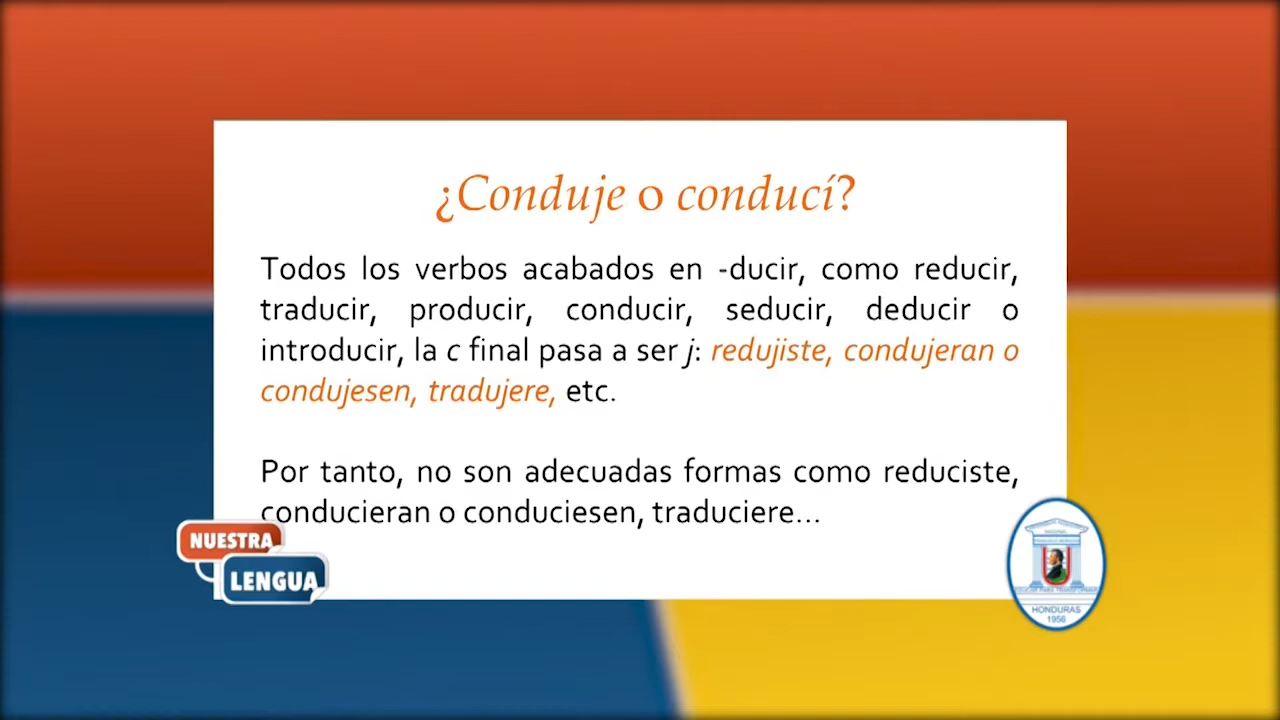 ¿Conduje o conducí?
Todos los verbos acabados en -ducir, como reducir,
traducir, producir, conducir, seducir, deducir o
introducir, la c final pasa a ser j: redujiste, condujeran o
condujesen, tradujere, etc.
Por tanto, no son adecuadas formas como reduciste,
conducieran o conduciesen, traduciere...
NUESTRA
LENGUA
HONDURAS
1956